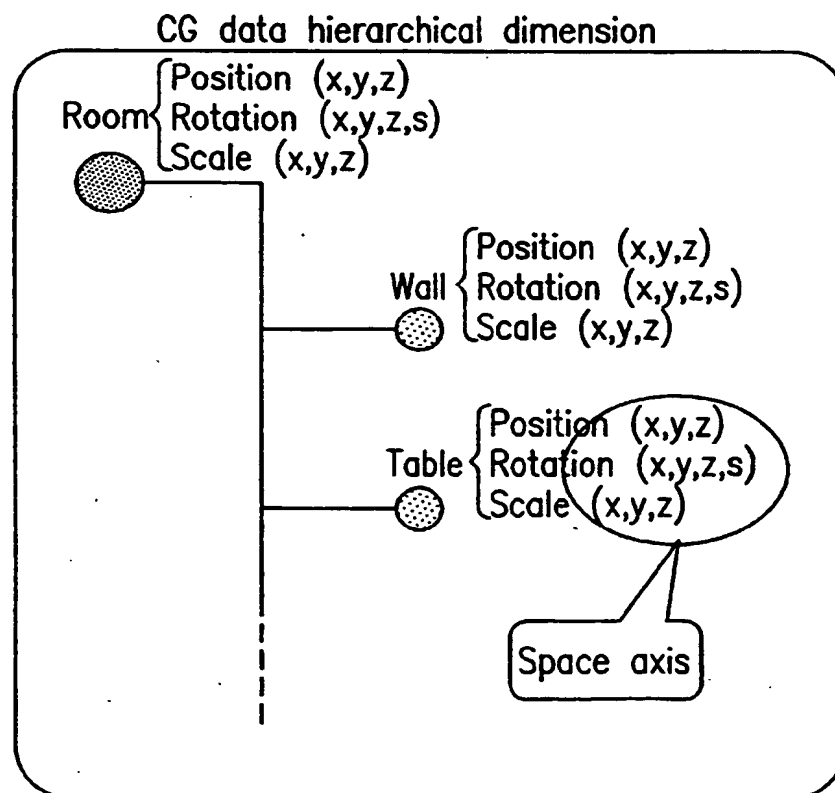 CG data hierarchical dimension
Position (x,y,z)
Room Rotation (x,y,z,s)
Scale (x,y,z)
Position (x,y,z)
Wall Rotation (x,y,z,s)
Scale (x,y,z)
Position (x,y,z)
Table Rotation (x,y,z,s)
Scale (x,y,z)
Space axis